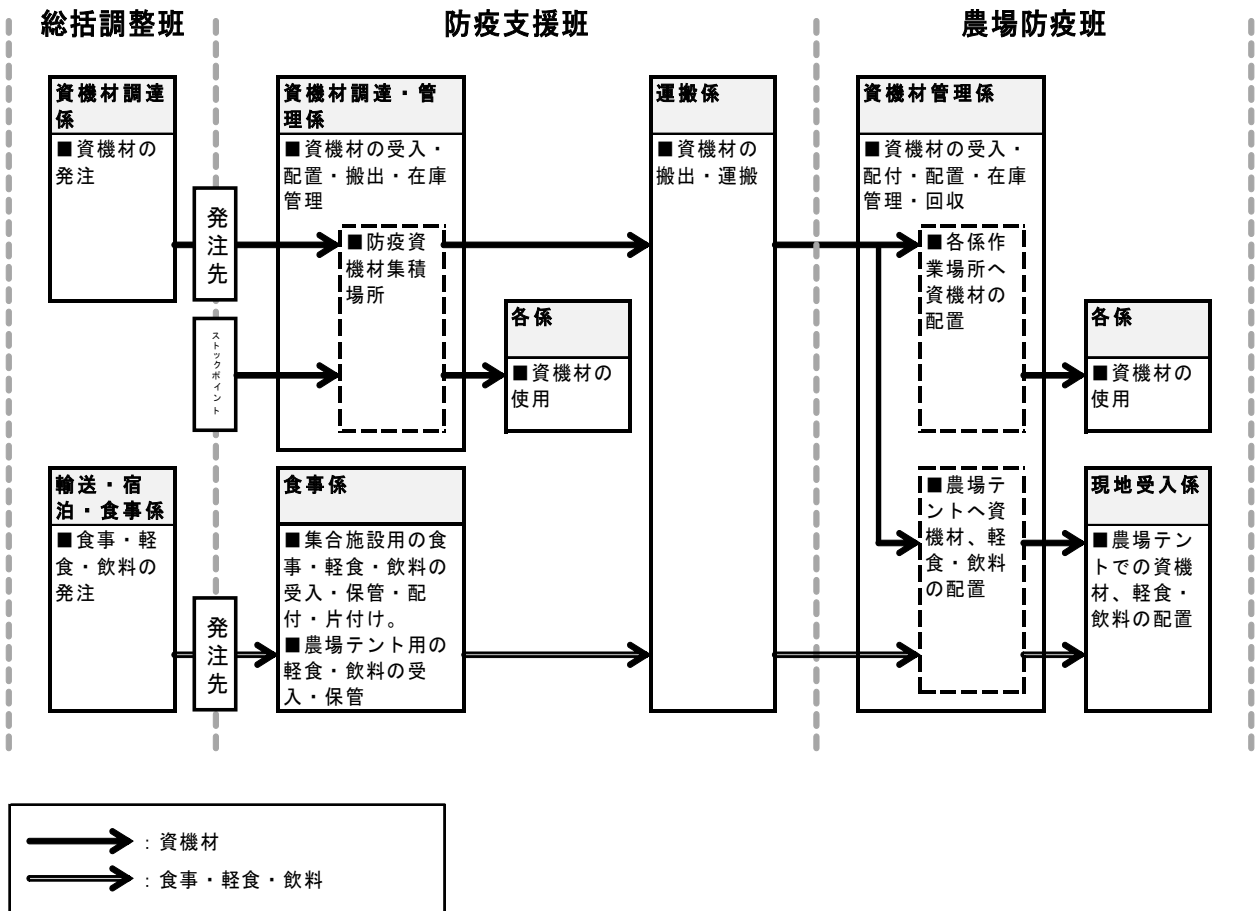 総括調整班
防疫支援班
農場防疫班
資機材調達
係
■資機材の
発注
発注先
ストックポイント
資機材調達・管
理係
■資機材の受入・
配置・搬出・在庫
管理
■防疫資
機材集積
場所
各係
■資機材の
使用
運搬係
■資機材の
搬出・運搬
資機材管理係
■資機材の受入・
配付・配置・在庫
管理・回収
■各係作
業場所へ
資機材の
配置
各係
■資機材の
使用
輸送・宿
泊・食事係
■食事・軽
食・飲料の
発注
発注先
食事係
■集合施設用の食
事・軽食・飲料の
受入・保管・配
付・片付け。
■農場テント用の
軽食・飲料の受
入・保管
■農場テ
ントへ資
機材、軽
食・飲料
の配置
現地受入係
■農場テン
トでの資機
材、軽食・
飲料の配置
：資機材
：食事・軽食・飲料